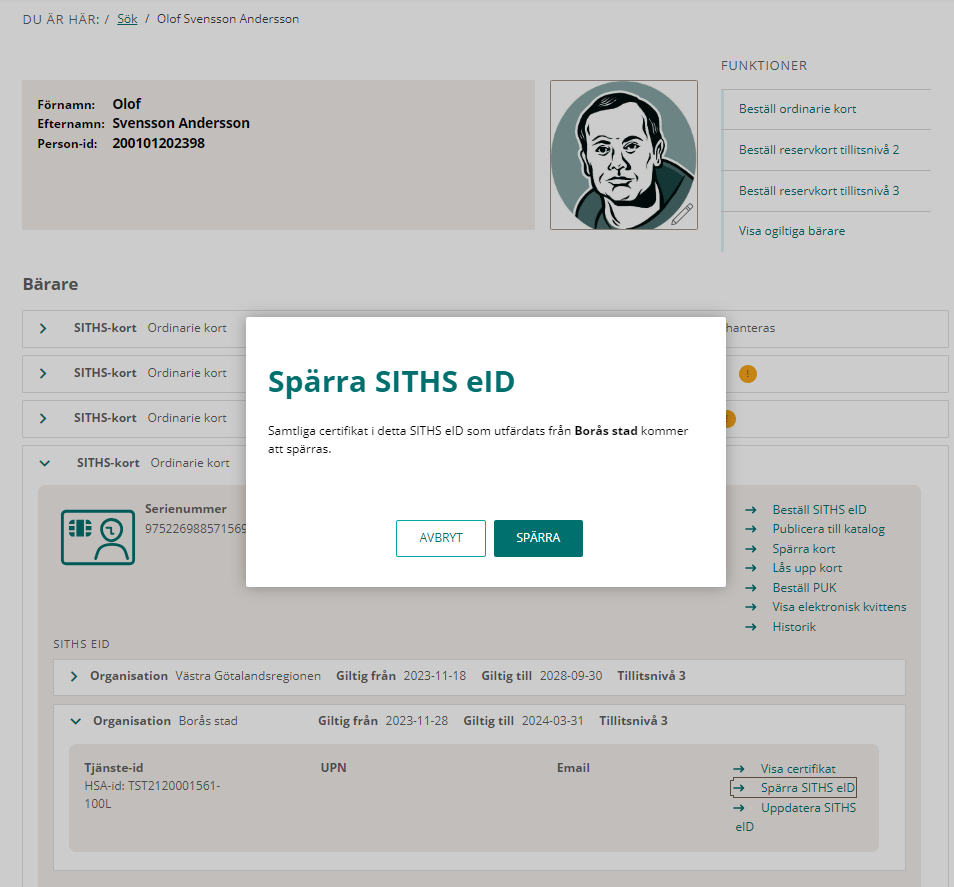 DU ÄR HÄR: / Sök / Olof Svensson Andersson
FUNKTIONER
Förnamn: Olof
Efternamn: Svensson Andersson
Person-id: 200101202398
Beställ ordinarie kort
Beställ reservkort tillitsnivå 2
Beställ reservkort tillitsnivå 3
Visa ogiltiga bärare
Bärare
SITHS-kort Ordinarie kort hanteras
SITHS-kort Ordinarie kort
SITHS-kort Ordinarie kort
SITHS-kort Ordinarie kort
Spärra SITHS eID
Samtliga certifikat i detta SITHS eID som utfärdats från Borås stad kommer
att spärras.
AVBRYT SPÄRRA
Serienummer
975226988571569
Beställ SITHS eID
Publicera till katalog
Spärra kort
Lås upp kort
Beställ PUK
Visa elektronisk kvittens
Historik
SITHS EID
Organisation Västra Götalandsregionen Giltig från 2023-11-18 Giltig till 2028-09-30 Tillitsnivå 3
Organisation Borås stad Giltig från 2023-11-28 Giltig till 2024-03-31 Tillitsnivå 3
Tjänste-id UPN Email
HSA-id: TST2120001561-
100L
Visa certifikat
Spärra SITHS eID
Uppdatera SITHS
eID